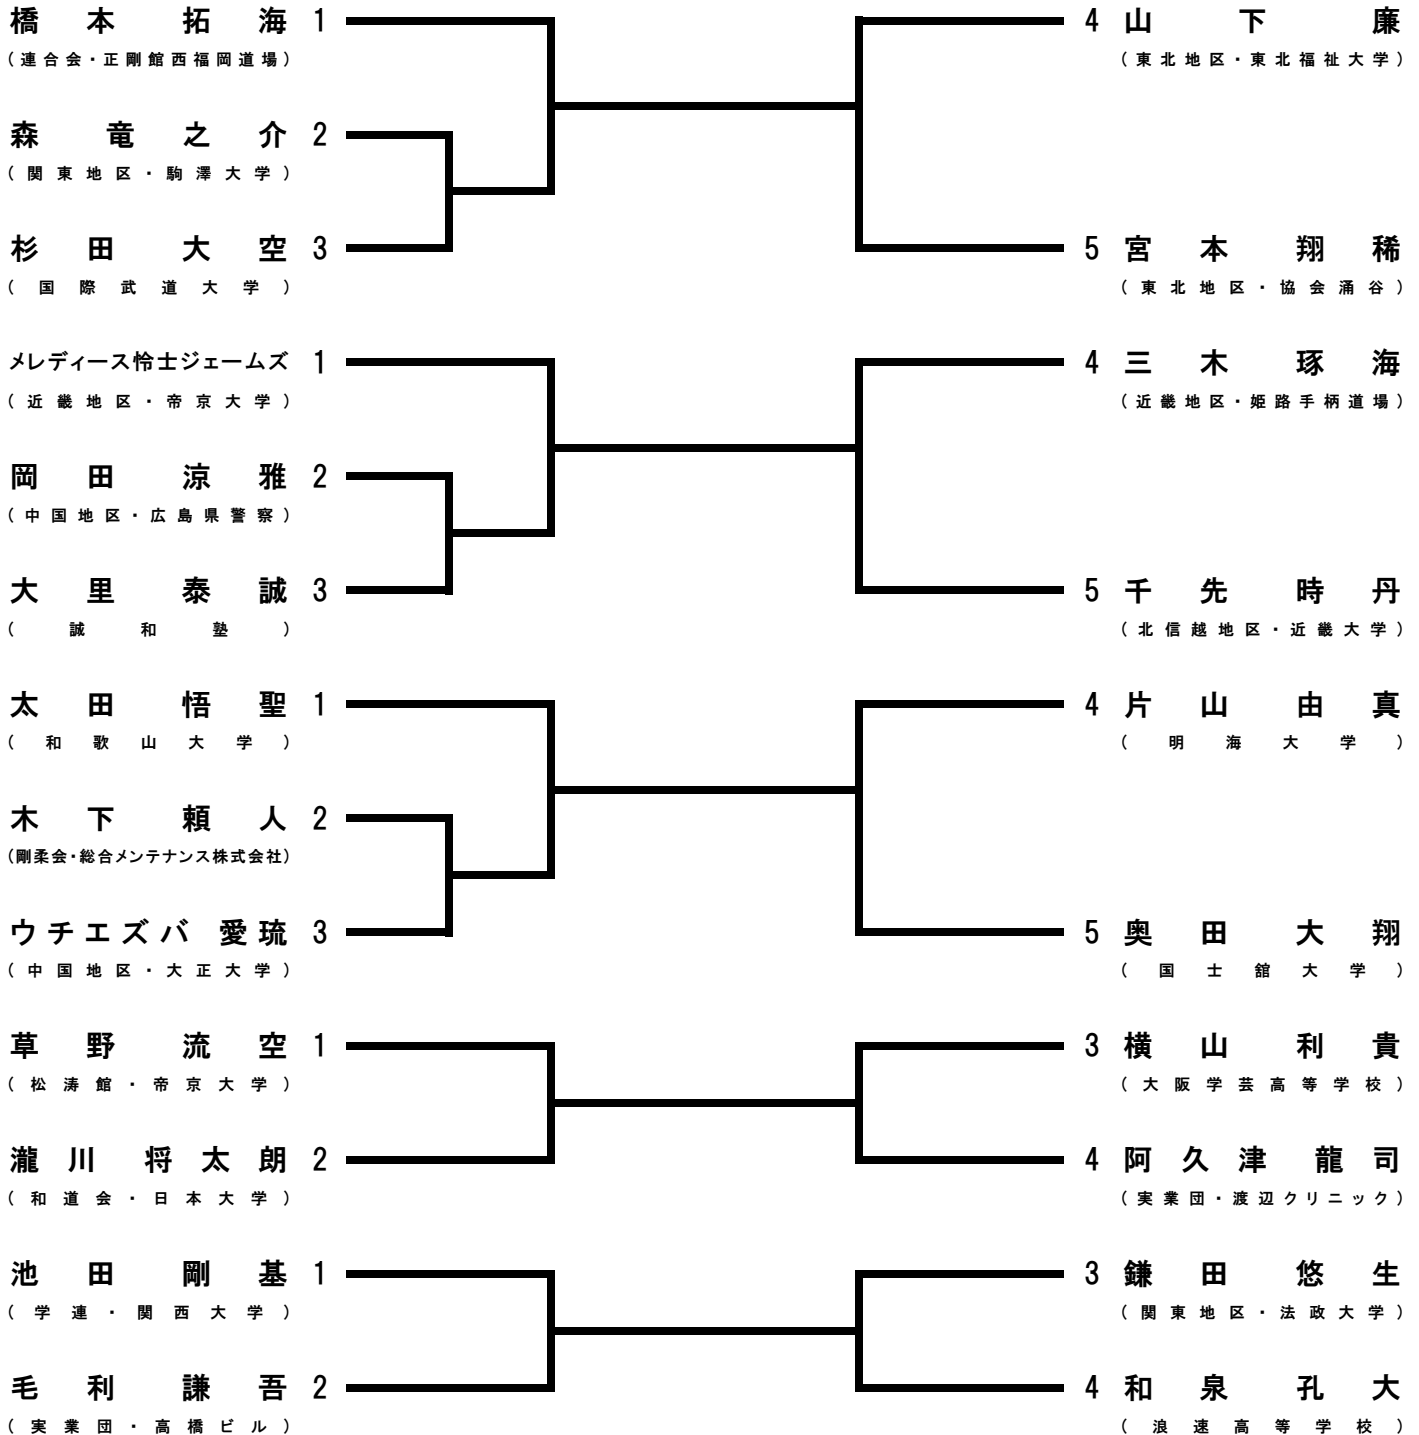 橋本拓海 1
(連合会・正剛館西福岡道場)
森竜之介 2
(関東地区・駒澤大学)
杉田大空 3
(国際武道大学)
4 山下廉
(東北地区・東北福祉大学)
5 宮本翔稀
(東北地区・協会涌谷)
メレディース怜士ジェームズ 1
(近畿地区・帝京大学)
岡田涼雅 2
(中国地区・広島県警察)
大里泰誠 3
(誠和塾)
4 三木琢海
(近畿地区・姫路手柄道場)
5 千先時丹
(北信越地区・近畿大学)
太田悟聖 1
(和歌山大学)
木下頼人 2
(剛柔会・総合メンテナンス株式会社)
ウチエズバ愛琉 3
(中国地区・大正大学)
4 片山由真
(明海大学)
5 奥田大翔
(国士舘大学)
草野流空 1
(松涛館・帝京大学)
瀧川将太朗 2
(和道会・日本大学)
3 横山利貴
(大阪学芸高等学校)
4 阿久津龍司
(実業団・渡辺クリニック)
池田剛基 1
(学連・関西大学)
毛利謙吾 2
(実業団・高橋ビル)
3 鎌田悠生
(関東地区・法政大学)
4 和泉孔大
(浪速高等学校)